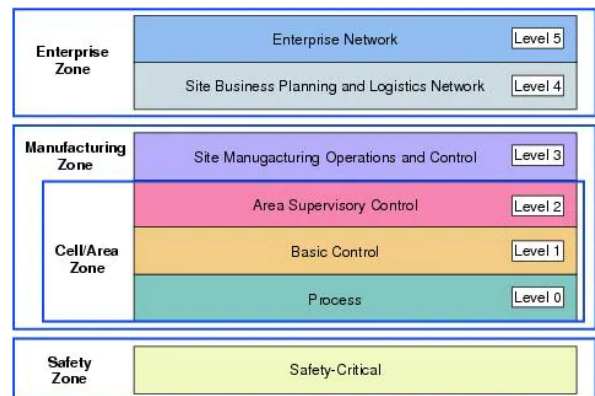 Enterprise
Zone
Enterprise Network
Level 5
Site Business Planning and Logistics Network
Level 4
Manufacturing
Zone
Site Manugacturing Operations and Control
Level 3
Cell/Area
Zone
Area Supervisory Control
Level 2
Basic Control
Level 1
Process
Level 0
Safety
Zone
Safety-Critical